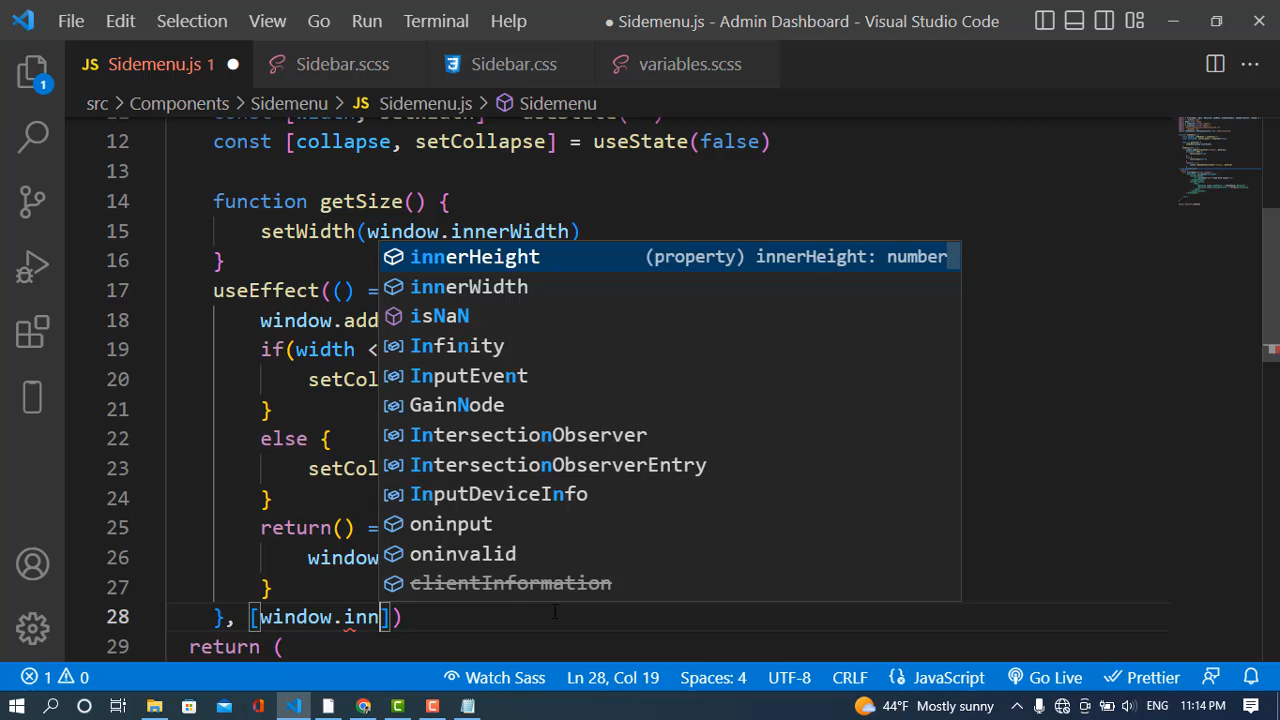 File Edit Selection View Go Run Terminal Help ● Sidemenu.js - Admin Dashboard - Visual Studio Code
JS Sidemenu.js 1 ● Sidebar.scss Sidebar.css variables.scss
1
src > Components > Sidemenu > JS Sidemenu.js > Sidemenu
12 const [collapse, setCollapse] = useState(false)
13
14 function getSize() {
15 setWidth(window.innerWidth)
16 }
innerHeight (property) innerHeight: number
17 useEffect(() =
innerWidth
18 window.add
isNaN
19 if(width <
Infinity
20 setCol
InputEvent
21 }
GainNode
22 else {
IntersectionObserver
23 setCol
IntersectionObserverEntry
24 }
InputDeviceInfo
25 return() =
oninput
26 window
oninvalid
27 }
clientInformation
28 }, [window.inn])
29 return (
1 0 Watch Sass Ln 28, Col 19 Spaces: 4 UTF-8 CRLF JavaScript Go Live Prettier
44°F Mostly sunny ENG 11:14 PM